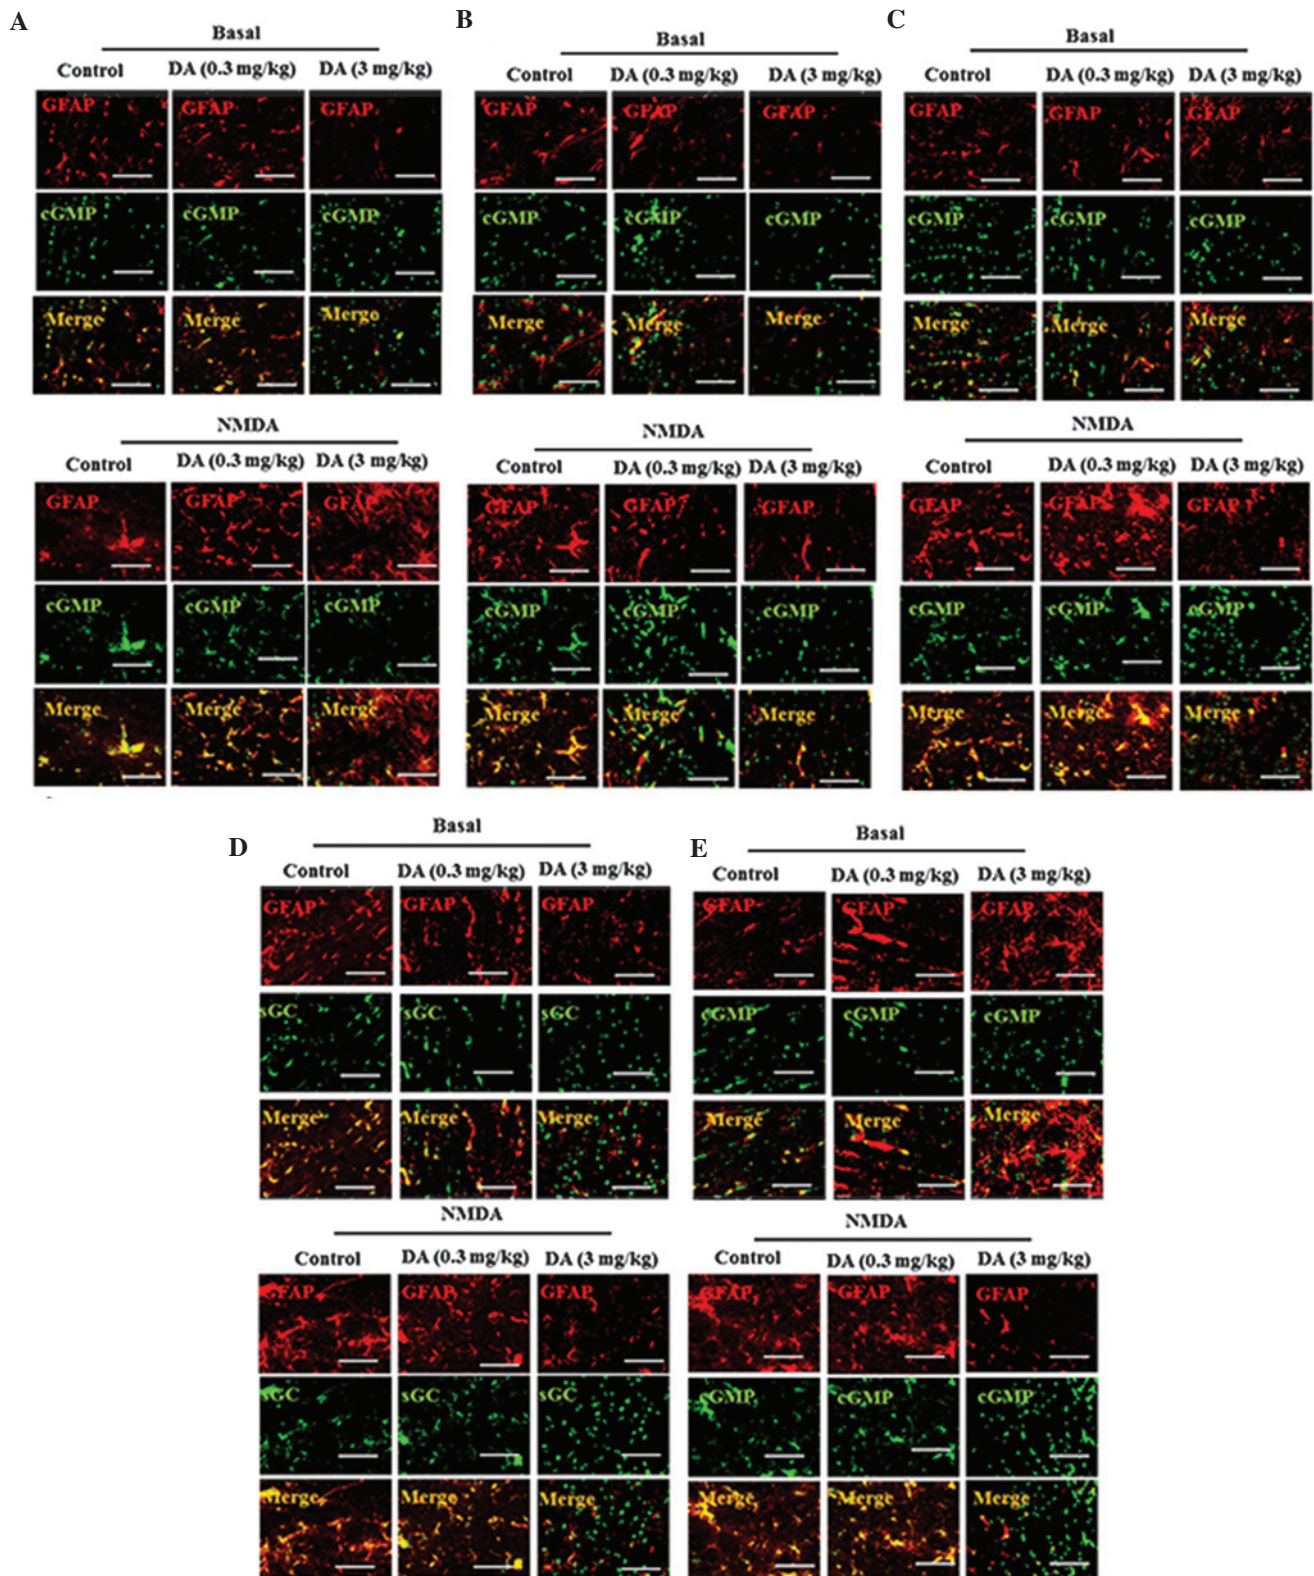 A
Basal
Control DA (0.3 mg/kg) DA (3 mg/kg)
GFAP GFAP GFAP
cGMP cGMP cGMP
Merge Merge Merge
NMDA
Control DA (0.3 mg/kg) DA (3 mg/kg)
GFAP GFAP GFAP
cGMP cGMP cGMP
Merge Merge Merge
B
Basal
Control DA (0.3 mg/kg) DA (3 mg/kg)
GFAP GFAP GFAP
cGMP cGMP cGMP
Merge Merge Merge
NMDA
Control DA (0.3 mg/kg) DA (3 mg/kg)
GFAP GFAP GFAP
cGMP cGMP cGMP
Merge Merge Merge
C
Basal
Control DA (0.3 mg/kg) DA (3 mg/kg)
GFAP GFAP GFAP
cGMP cGMP cGMP
Merge Merge Merge
NMDA
Control DA (0.3 mg/kg) DA (3 mg/kg)
GFAP GFAP GFAP
cGMP cGMP cGMP
Merge Merge Merge
D
Basal
Control DA (0.3 mg/kg) DA (3 mg/kg)
GFAP GFAP GFAP
sGC sGC sGC
Merge Merge Merge
NMDA
Control DA (0.3 mg/kg) DA (3 mg/kg)
GFAP GFAP GFAP
sGC sGC sGC
Merge Merge Merge
E
Basal
Control DA (0.3 mg/kg) DA (3 mg/kg)
GFAP GFAP GFAP
cGMP cGMP cGMP
Merge Merge Merge
NMDA
Control DA (0.3 mg/kg) DA (3 mg/kg)
GFAP GFAP GFAP
cGMP cGMP cGMP
Merge Merge Merge